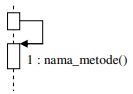 1 : nama_metode()